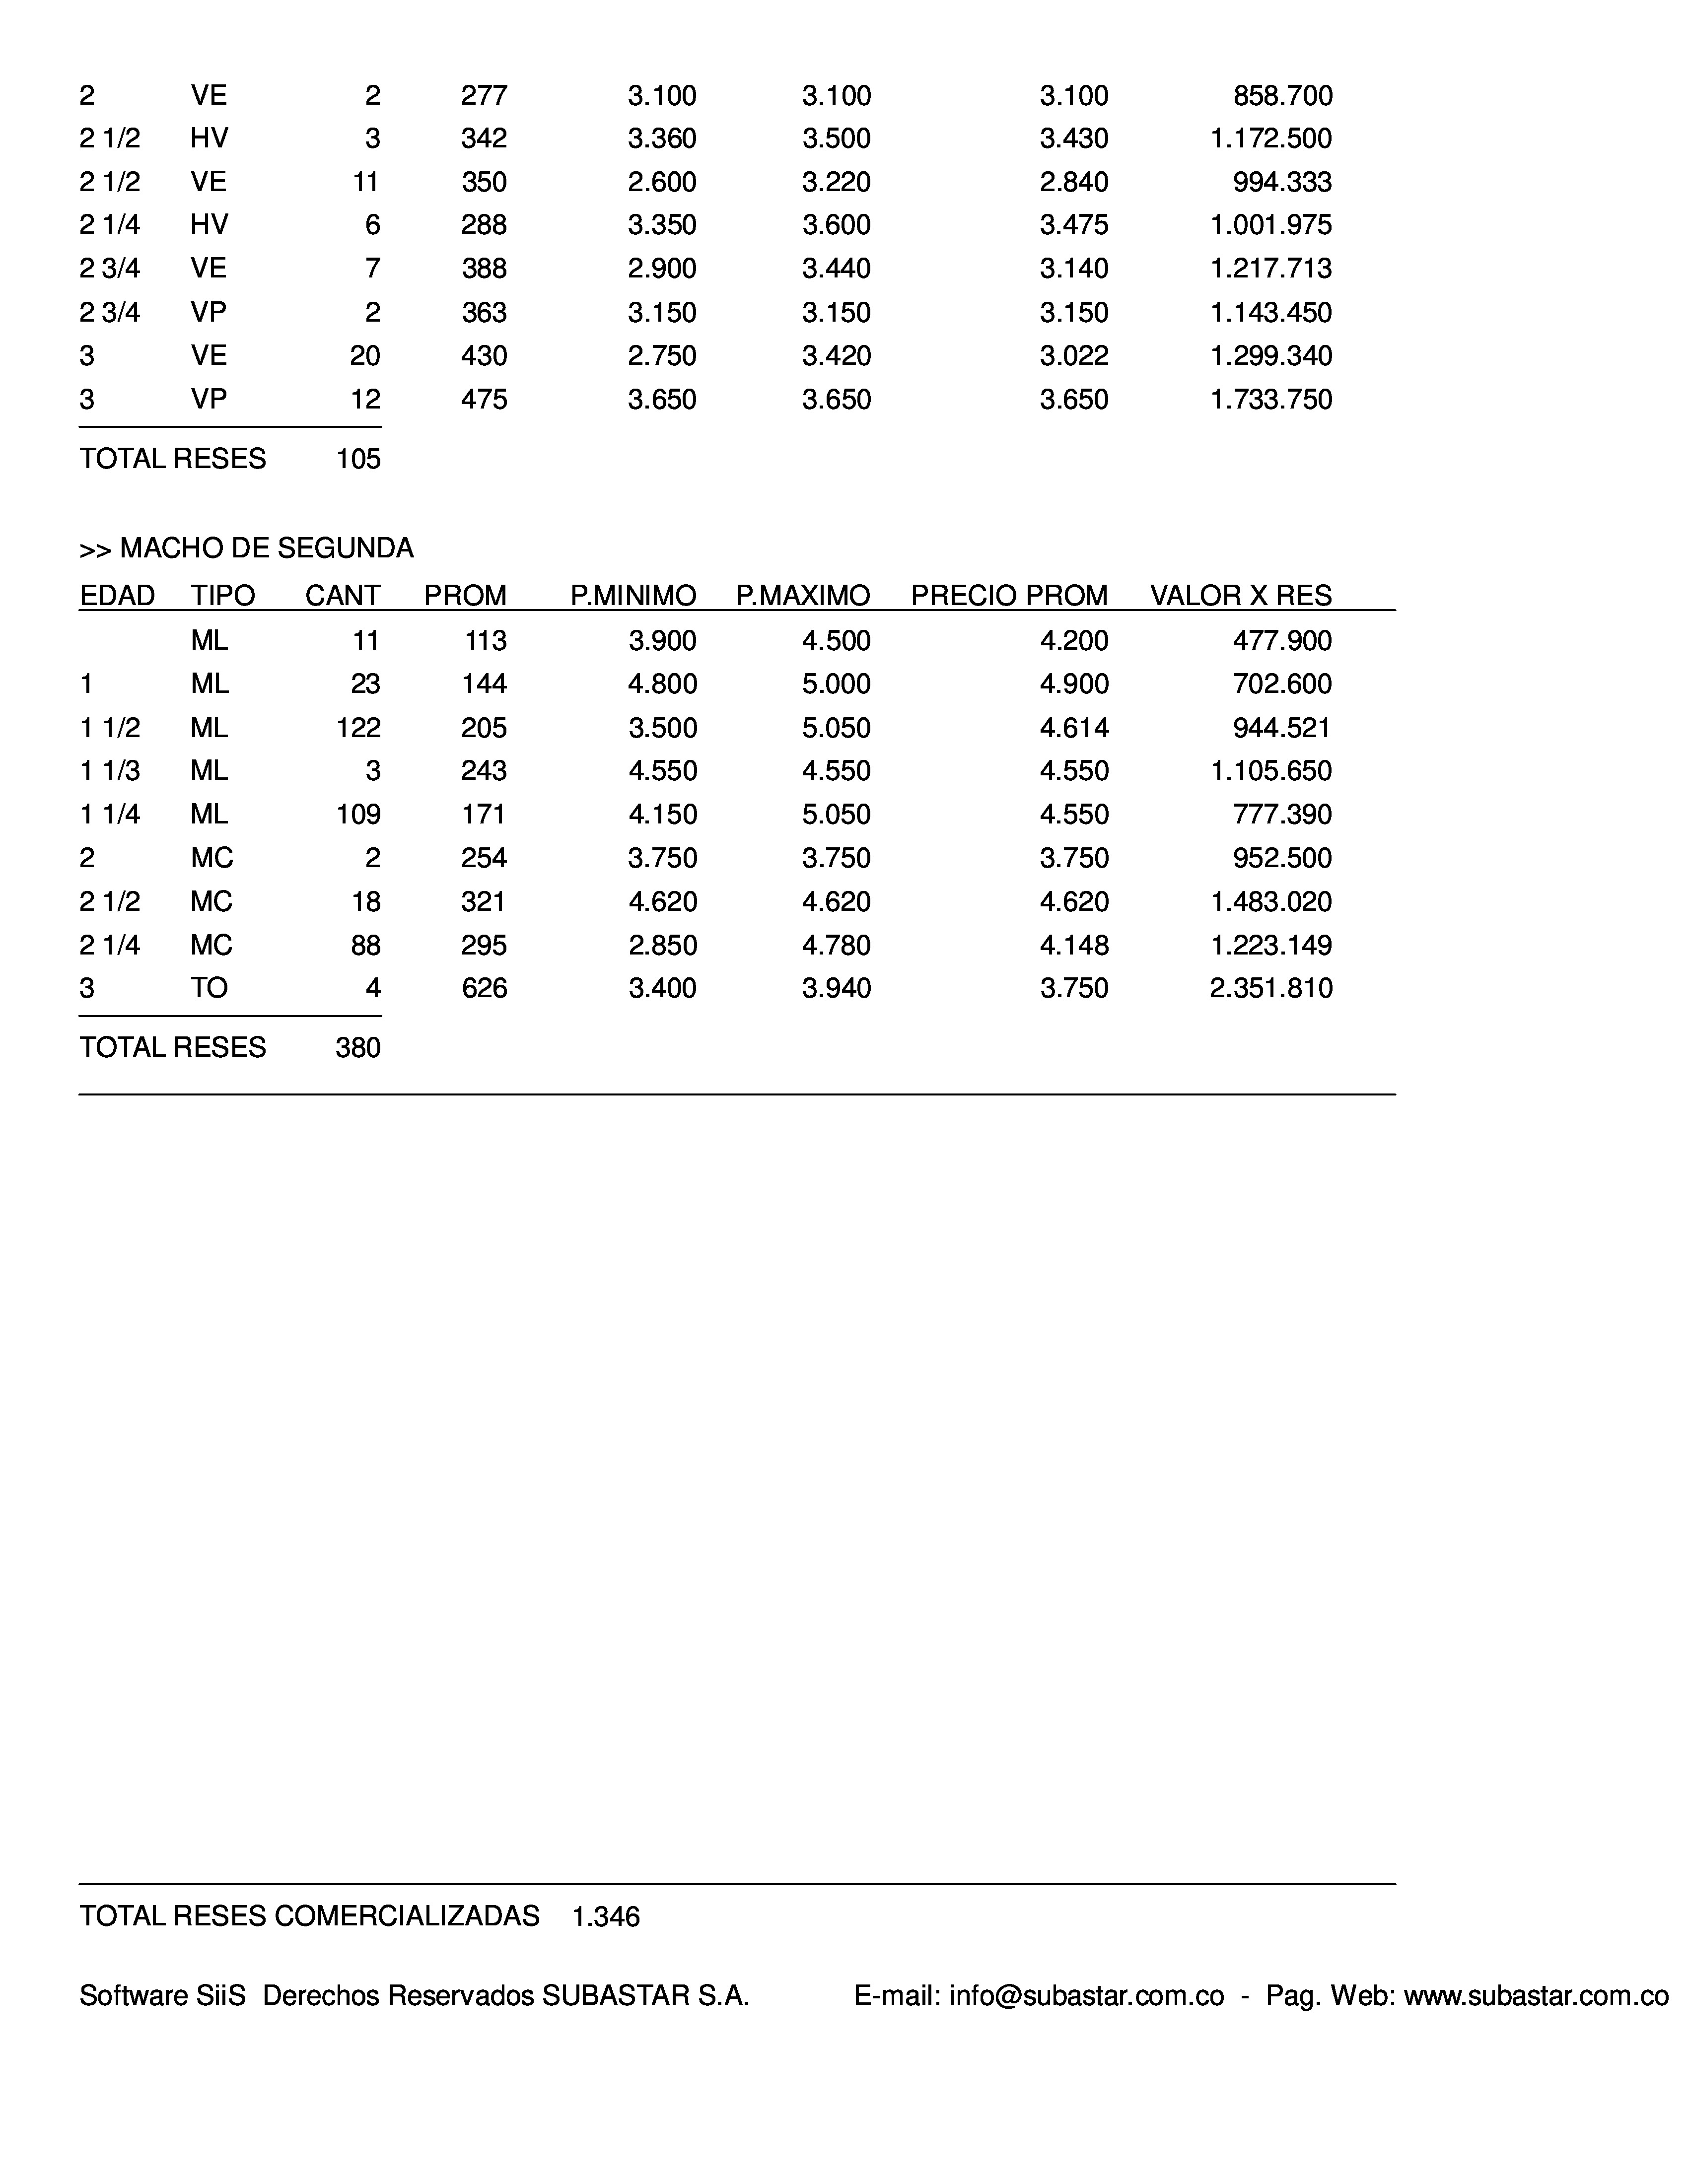 2 VE 2 277 3.100 3.100 3.100 858.700
2 1/2 HV 3 342 3.360 3.500 3.430 1.172.500
2 1/2 VE 11 350 2.600 3.220 2.840 994.333
2 1/4 HV 6 288 3.350 3.600 3.475 1.001.975
2 3/4 VE 7 388 2.900 3.440 3.140 1.217.713
2 3/4 VP 2 363 3.150 3.150 3.150 1.143.450
3 VE 20 430 2.750 3.420 3.022 1.299.340
3 VP 12 475 3.650 3.650 3.650 1.733.750
TOTAL RESES 105
>> MACHO DE SEGUNDA
EDAD TIPO CANT PROM P.MINIMO P.MAXIMO PRECIO PROM VALOR X RES
ML 11 113 3.900 4.500 4.200 477.900
1 ML 23 144 4.800 5.000 4.900 702.600
1 1/2 ML 122 205 3.500 5.050 4.614 944.521
1 1/3 ML 3 243 4.550 4.550 4.550 1.105.650
1 1/4 ML 109 171 4.150 5.050 4.550 777.390
2 MC 2 254 3.750 3.750 3.750 952.500
2 1/2 MC 18 321 4.620 4.620 4.620 1.483.020
2 1/4 MC 88 295 2.850 4.780 4.148 1.223.149
3 TO 4 626 3.400 3.940 3.750 2.351.810
TOTAL RESES 380
TOTAL RESES COMERCIALIZADAS 1.346
Software SiiS Derechos Reservados SUBASTAR S.A. E-mail: info@subastar.com.co - Pag. Web: www.subastar.com.co